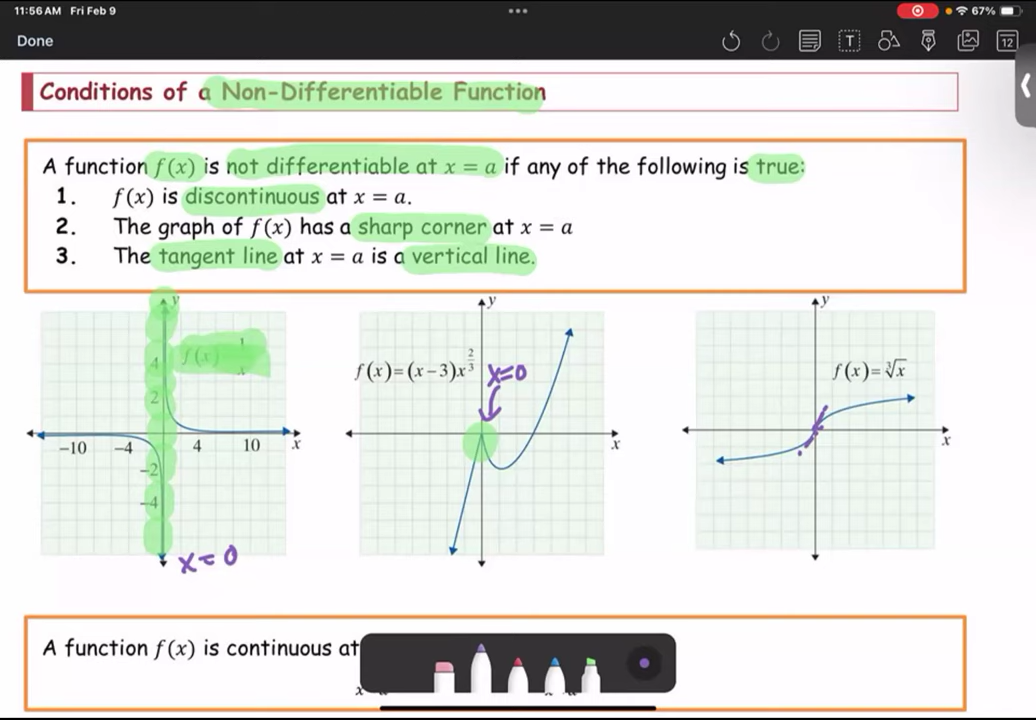 11:56 AM Fri Feb 9
67%
Done
T
12
Conditions of a Non-Differentiable Function
A function f(x) is not differentiable at x = a if any of the following is true:
1. f(x) is discontinuous at x = a.
2. The graph of f(x) has a sharp corner at x = a
3. The tangent line at x = a is a vertical line.
y
f(x) 1
x
4
2
-10 -4 4 10 x
-2
-4
x=0
y
f(x)=(x-3)x^{2/3}
x=0
x
y
f(x)=∛x
x
A function f(x) is continuous at
x